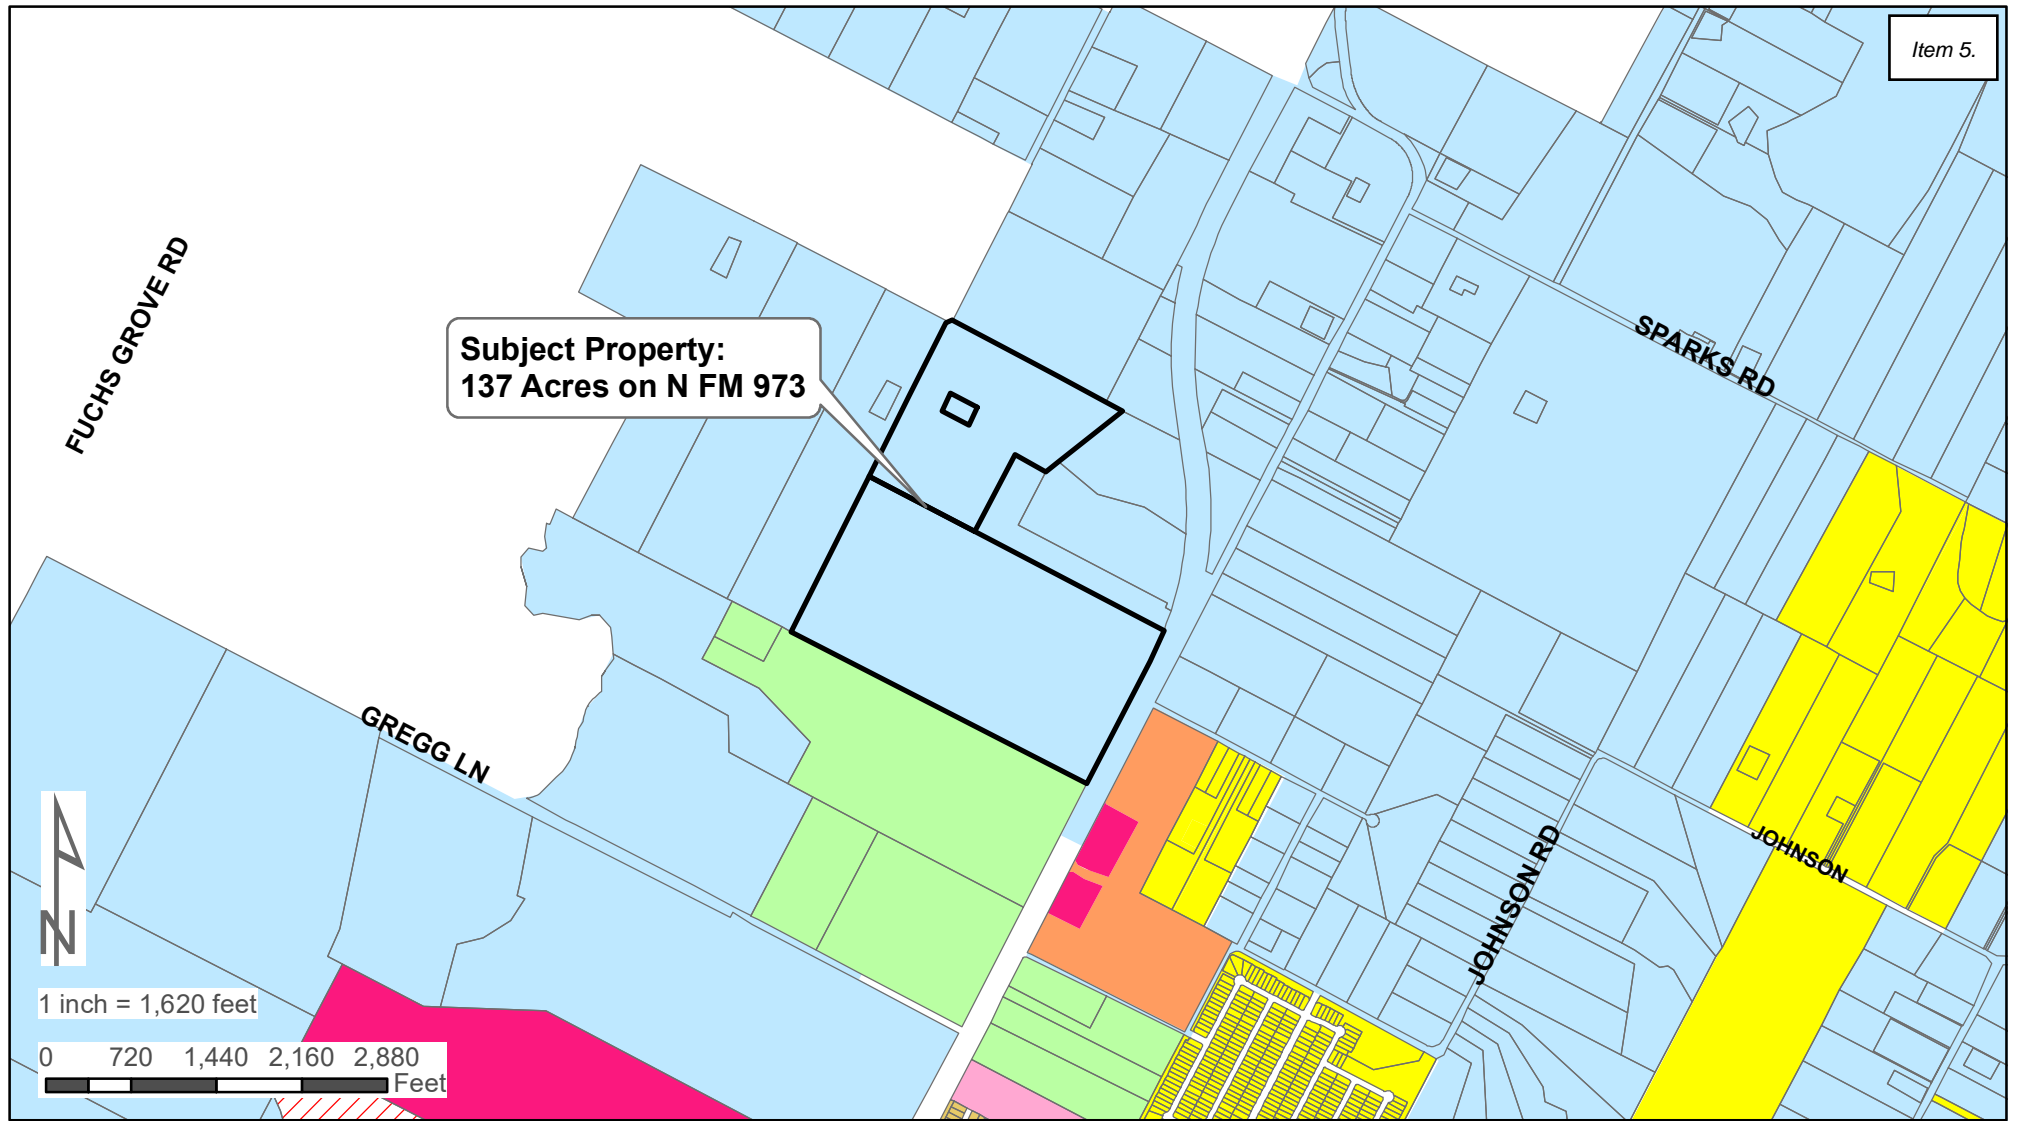 Item 5.
FUCHS GROVE RD
Subject Property:
137 Acres on N FM 973
SPARKS RD
GREGG LN
JOHNSON RD
JOHNSON
N
1 inch = 1,620 feet
0 720 1,440 2,160 2,880
Feet